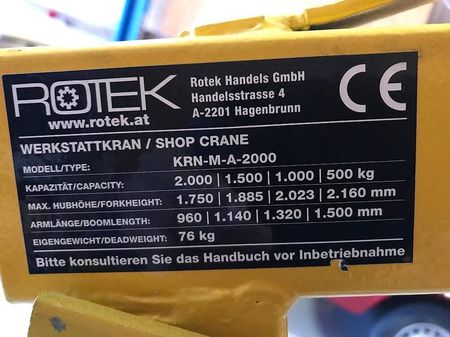 ROTEK
www.rotek.at
Rotek Handels GmbH
Handelsstrasse 4
A-2201 Hagenbrunn
CE
WERKSTATTKRAN / SHOP CRANE
MODELL/TYPE: KRN-M-A-2000
KAPAZITÄT/CAPACITY: 2.000 | 1.500 | 1.000 | 500 kg
MAX. HUBHÖHE/FORKHEIGHT: 1.750 | 1.885 | 2.023 | 2.160 mm
ARMLÄNGE/BOOMLENGTH: 960 | 1.140 | 1.320 | 1.500 mm
EIGENGEWICHT/DEADWEIGHT: 76 kg
Bitte konsultieren Sie das Handbuch vor Inbetriebnahme